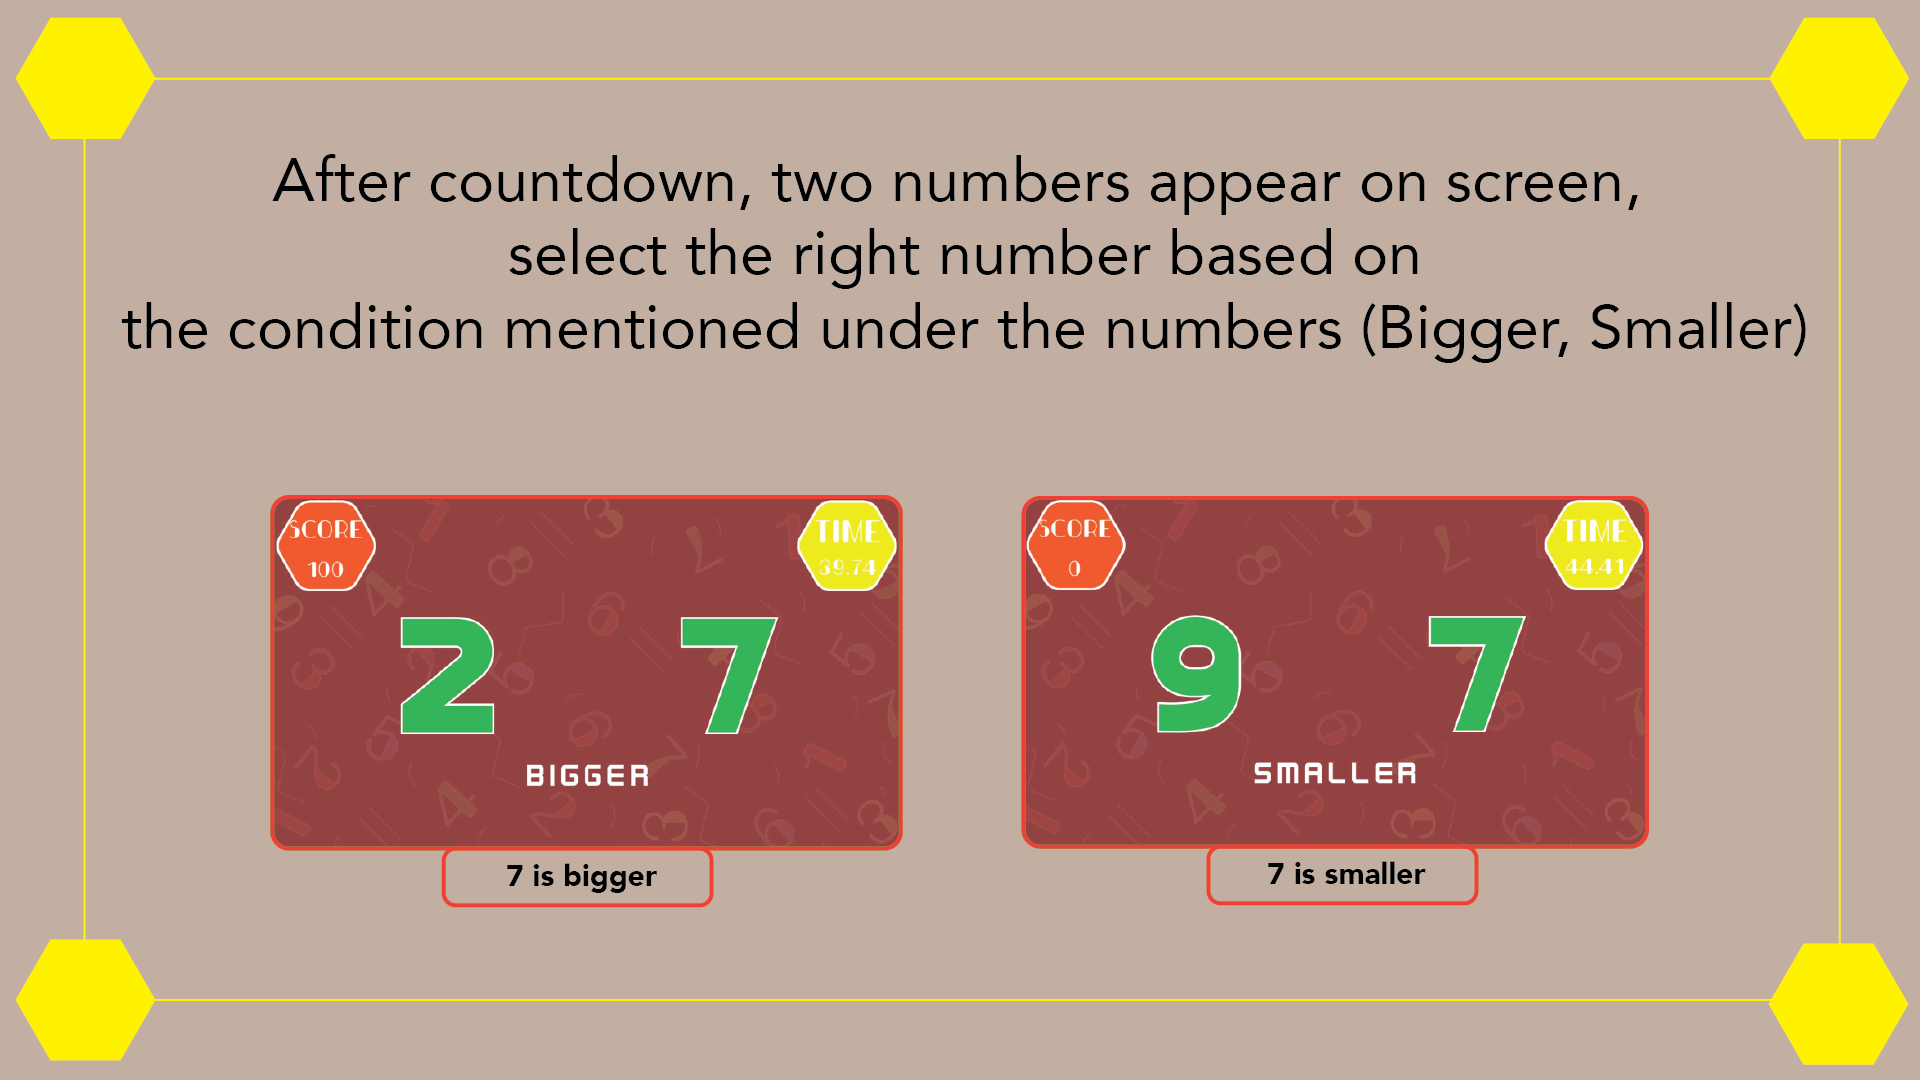 After countdown, two numbers appear on screen,
select the right number based on
the condition mentioned under the numbers (Bigger, Smaller)
SCORE
100
TIME
39.74
2 7
BIGGER
7 is bigger
SCORE
0
TIME
44.41
9 7
SMALLER
7 is smaller